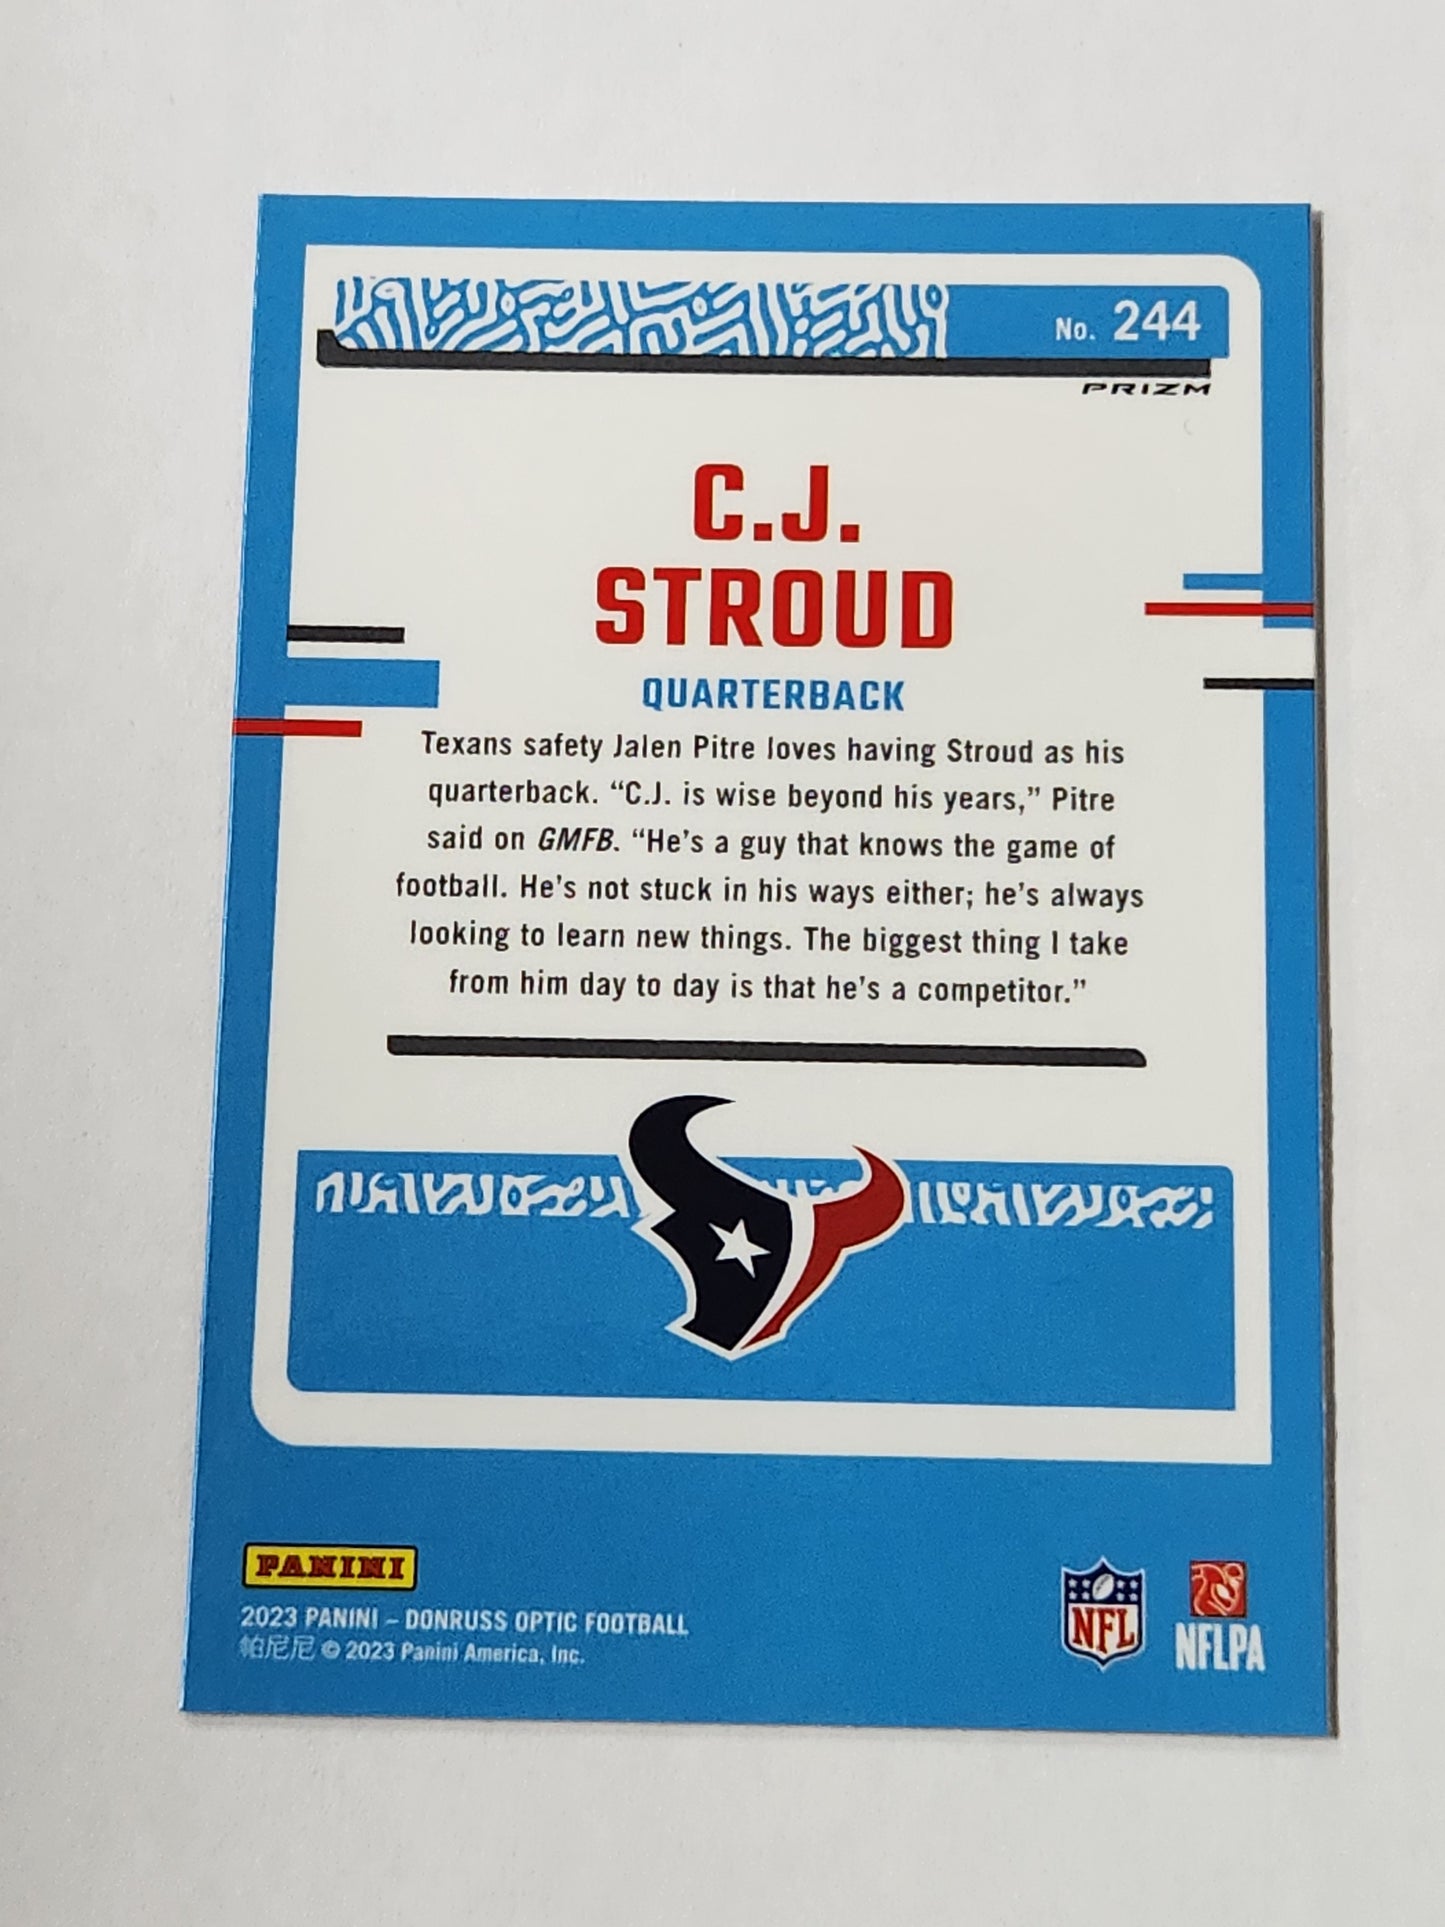 No. 244
PRIZM
C.J.
STROUD
QUARTERBACK
Texans safety Jalen Pitre loves having Stroud as his
quarterback. “C.J. is wise beyond his years,” Pitre
said on GMFB. “He’s a guy that knows the game of
football. He’s not stuck in his ways either; he’s always
looking to learn new things. The biggest thing I take
from him day to day is that he’s a competitor.”
PANINI
2023 PANINI – DONRUSS OPTIC FOOTBALL
帕尼尼 © 2023 Panini America, Inc.
NFL
NFLPA